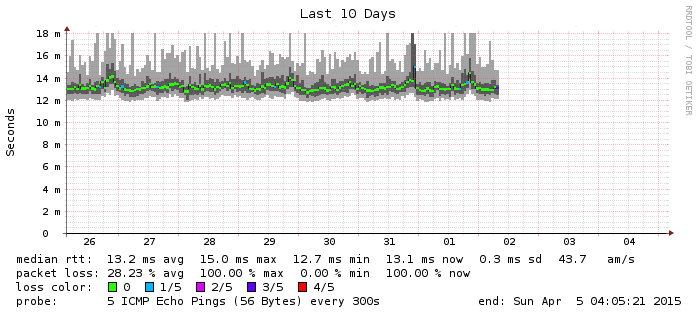 Last 10 Days
RRDTOOL / TOBI OETIKER
Seconds
18 m
16 m
14 m
12 m
10 m
8 m
6 m
4 m
2 m
0
26 27 28 29 30 31 01 02 03 04
median rtt: 13.2 ms avg 15.0 ms max 12.7 ms min 13.1 ms now 0.3 ms sd 43.7 am/s
packet loss: 28.23 % avg 100.00 % max 0.00 % min 100.00 % now
loss color: 0 1/5 2/5 3/5 4/5
probe: 5 ICMP Echo Pings (56 Bytes) every 300s end: Sun Apr 5 04:05:21 2015